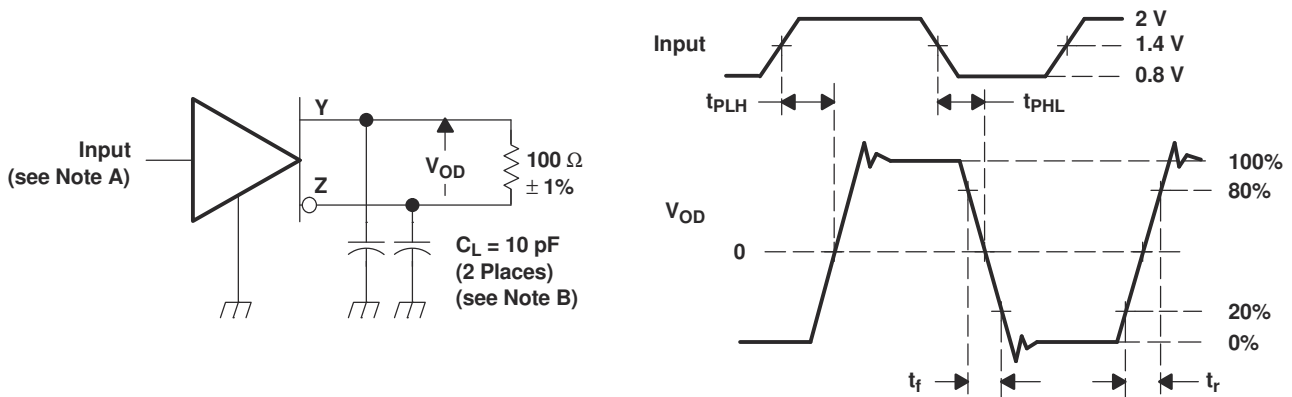 Input
(see Note A)
Y
Z
V_OD
100 Ω
± 1%
C_L = 10 pF
(2 Places)
(see Note B)
Input
2 V
1.4 V
0.8 V
t_PLH
t_PHL
V_OD
0
100%
80%
20%
0%
t_f
t_r